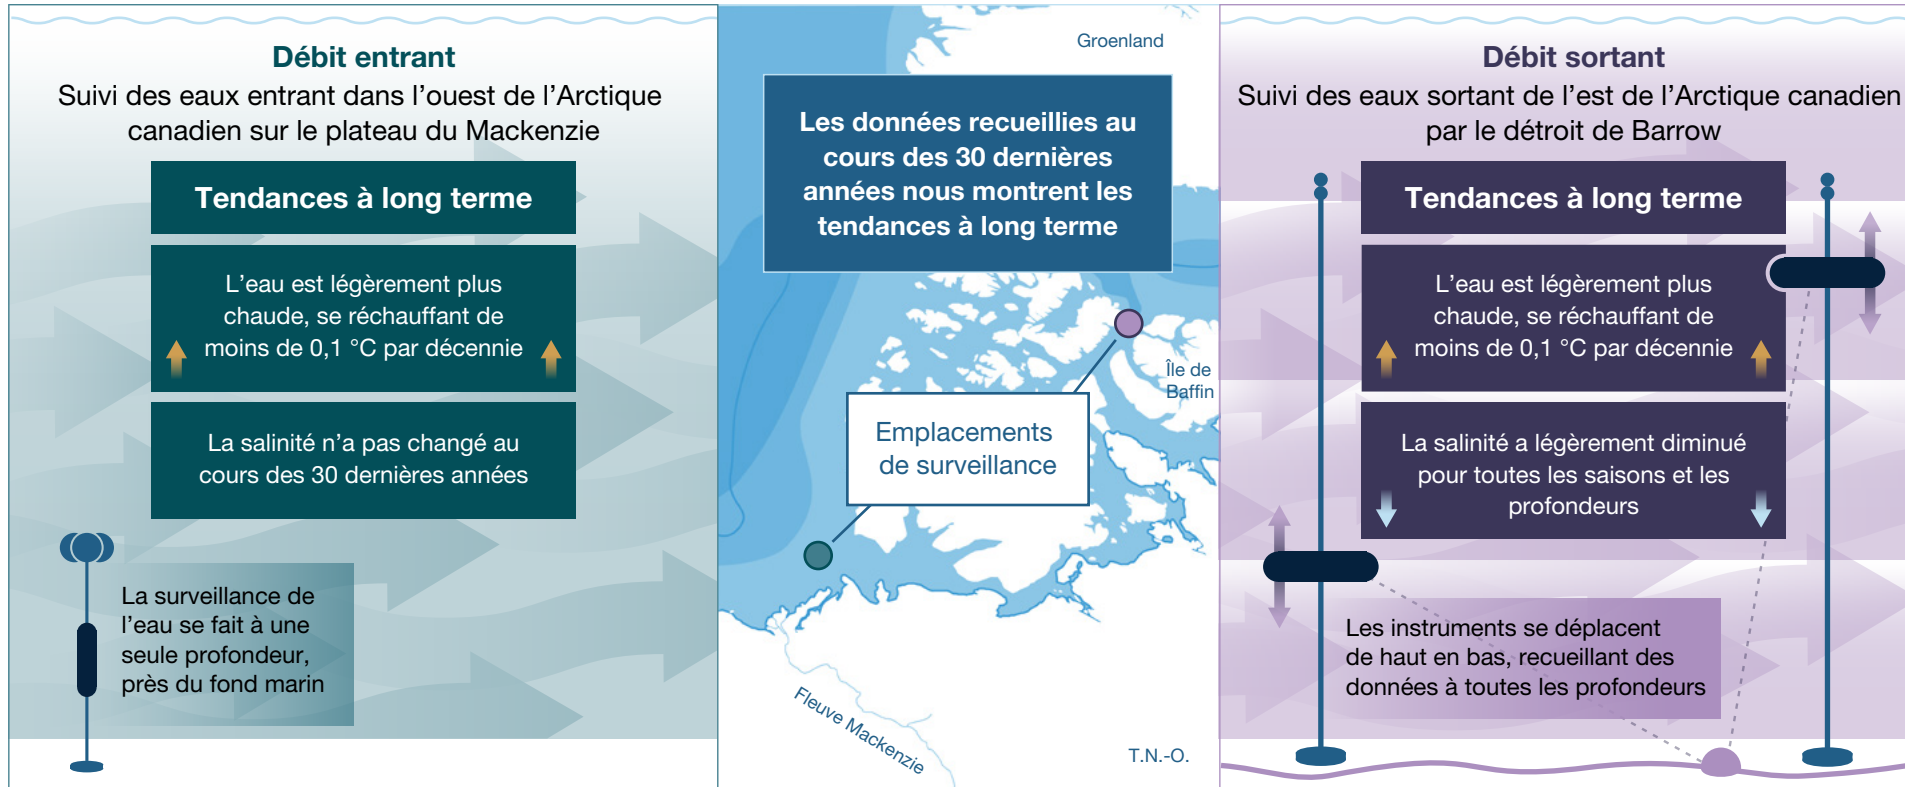 Débit entrant
Suivi des eaux entrant dans l’ouest de l’Arctique
canadien sur le plateau du Mackenzie
Tendances à long terme
L’eau est légèrement plus
chaude, se réchauffant de
moins de 0,1 °C par décennie
La salinité n’a pas changé au
cours des 30 dernières années
La surveillance de
l’eau se fait à une
seule profondeur,
près du fond marin
Groenland
Les données recueillies au
cours des 30 dernières
années nous montrent les
tendances à long terme
Île de
Baffin
Emplacements
de surveillance
Fleuve Mackenzie
T.N.-O.
Débit sortant
Suivi des eaux sortant de l’est de l’Arctique canadien
par le détroit de Barrow
Tendances à long terme
L’eau est légèrement plus
chaude, se réchauffant de
moins de 0,1 °C par décennie
La salinité a légèrement diminué
pour toutes les saisons et les
profondeurs
Les instruments se déplacent
de haut en bas, recueillant des
données à toutes les profondeurs